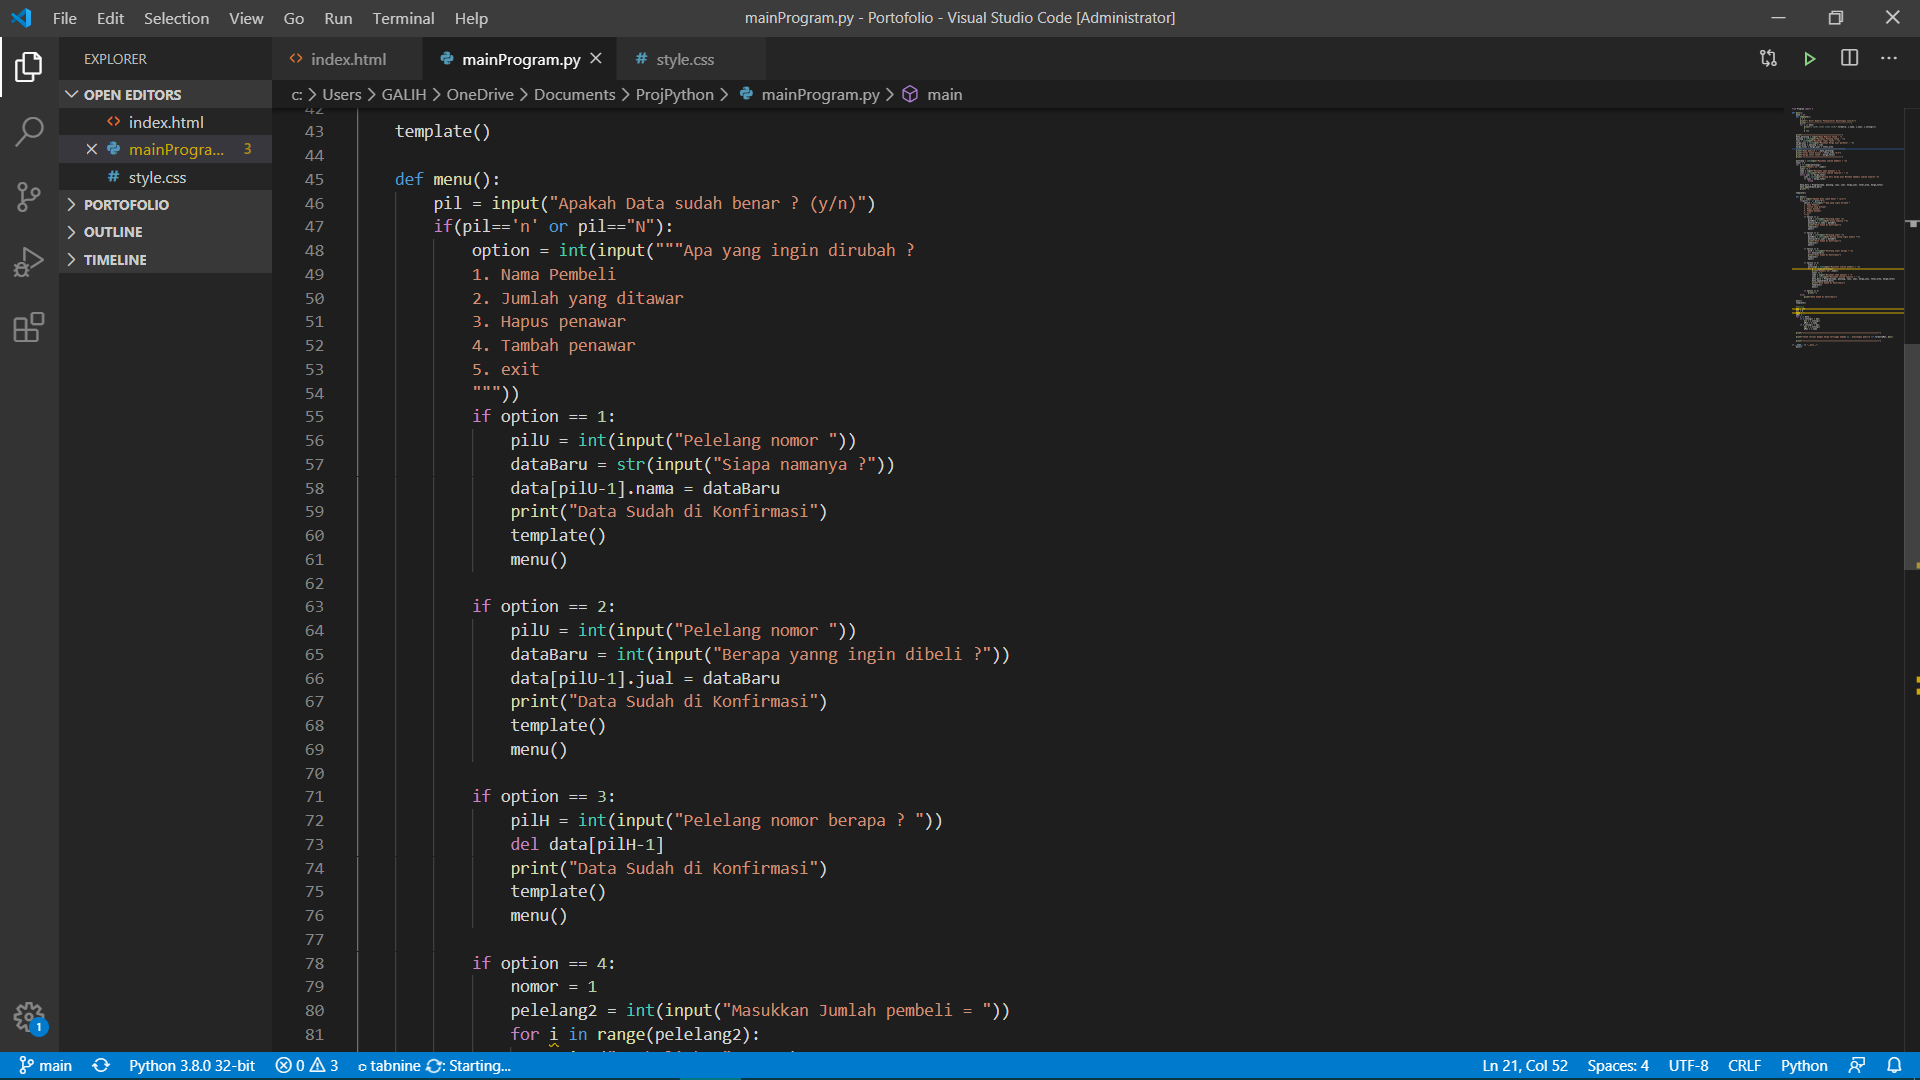 File Edit Selection View Go Run Terminal Help
mainProgram.py - Portofolio - Visual Studio Code [Administrator]
EXPLORER
OPEN EDITORS
index.html
mainProgra... 3
style.css
PORTOFOLIO
OUTLINE
TIMELINE
index.html
mainProgram.py
style.css
c: > Users > GALIH > OneDrive > Documents > ProjPython > mainProgram.py > main
42
43 template()
44
45 def menu():
46 pil = input("Apakah Data sudah benar ? (y/n)")
47 if(pil=='n' or pil=="N"):
48 option = int(input("""Apa yang ingin dirubah ?
49 1. Nama Pembeli
50 2. Jumlah yang ditawar
51 3. Hapus penawar
52 4. Tambah penawar
53 5. exit
54 """))
55 if option == 1:
56 pilU = int(input("Pelelang nomor "))
57 dataBaru = str(input("Siapa namanya ?"))
58 data[pilU-1].nama = dataBaru
59 print("Data Sudah di Konfirmasi")
60 template()
61 menu()
62
63 if option == 2:
64 pilU = int(input("Pelelang nomor "))
65 dataBaru = int(input("Berapa yanng ingin dibeli ?"))
66 data[pilU-1].jual = dataBaru
67 print("Data Sudah di Konfirmasi")
68 template()
69 menu()
70
71 if option == 3:
72 pilH = int(input("Pelelang nomor berapa ? "))
73 del data[pilH-1]
74 print("Data Sudah di Konfirmasi")
75 template()
76 menu()
77
78 if option == 4:
79 nomor = 1
80 pelelang2 = int(input("Masukkan Jumlah pembeli = "))
81 for i in range(pelelang2):
1
main Python 3.8.0 32-bit 0 3 tabnine Starting... Ln 21, Col 52 Spaces: 4 UTF-8 CRLF Python